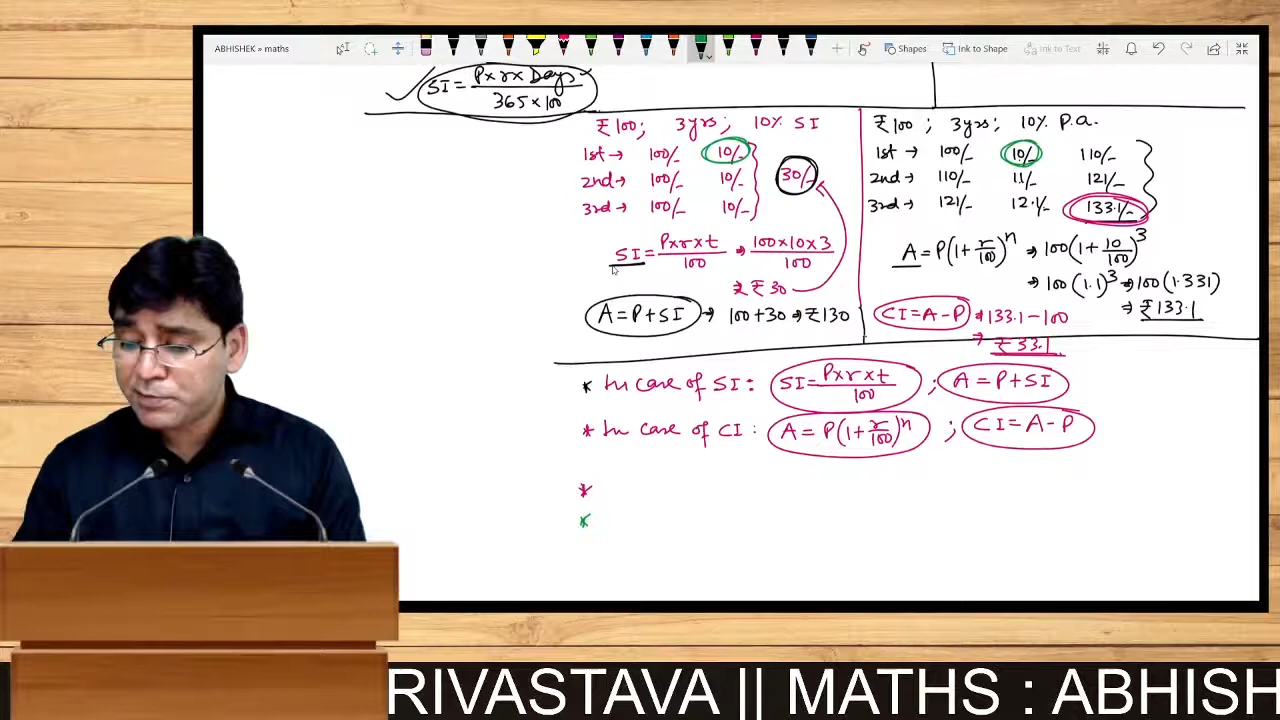 ABHISHEK » maths
Shapes
Ink to Shape
Ink to Text
SI = P×r×Days / 365×100
₹100; 3yrs; 10% SI
1st→ 100/- 10/-
2nd→ 100/- 10/- 30/-
3rd→ 100/- 10/-
SI = P×r×t / 100 → 100×10×3 / 100
⇒ ₹30
A = P+SI → 100+30 ⇒ ₹130
₹100 ; 3yrs; 10% P.a.
1st→ 100/- 10/- 110/-
2nd→ 110/- 11/- 121/-
3rd→ 121/- 12.1/- 133.1/-
A = P(1+r/100)^n → 100(1+10/100)^3
→ 100(1.1)^3 → 100(1.331)
→ ₹133.1
CI = A-P → 133.1-100
→ ₹33.1
* In case of SI: SI = P×r×t / 100 ; A = P+SI
* In case of CI: A = P(1+r/100)^n ; CI = A-P
*
*
RIVASTAVA || MATHS : ABHISH